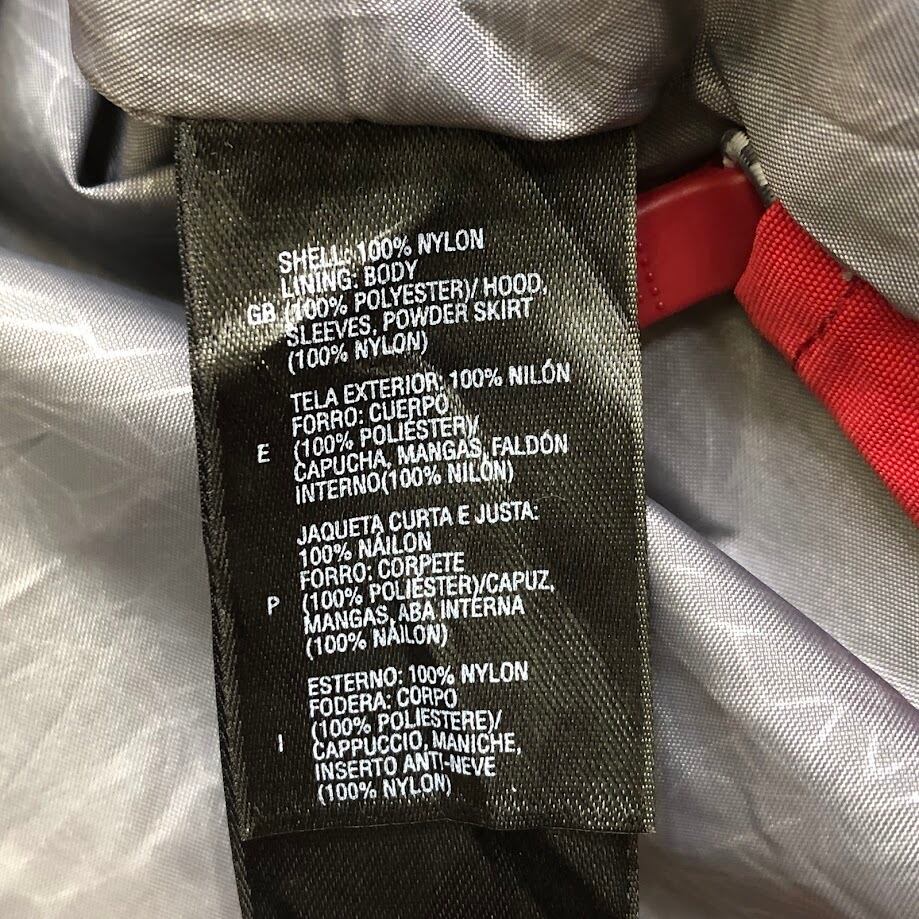 SHELL: 100% NYLON
LINING: BODY
GB (100% POLYESTER)/ HOOD,
SLEEVES, POWDER SKIRT
(100% NYLON)
TELA EXTERIOR: 100% NILÓN
FORRO: CUERPO
(100% POLIÉSTER)/
E CAPUCHA, MANGAS, FALDÓN
INTERNO(100% NILÓN)
JAQUETA CURTA E JUSTA:
100% NÁILON
FORRO: CORPETE
P (100% POLIÉSTER)/CAPUZ,
MANGAS, ABA INTERNA
(100% NÁILON)
ESTERNO: 100% NYLON
FODERA: CORPO
(100% POLIESTERE)/
I CAPPUCCIO, MANICHE,
INSERTO ANTI-NEVE
(100% NYLON)